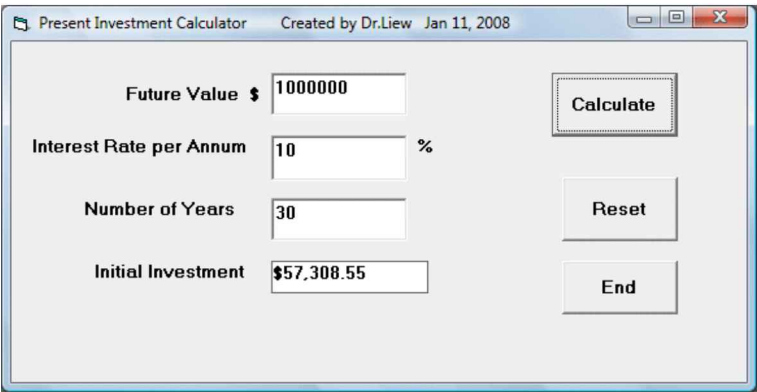 Present Investment Calculator Created by Dr.Liew Jan 11, 2008
Future Value $ 1000000
Calculate
Interest Rate per Annum 10 %
Number of Years 30
Reset
Initial Investment $57,308.55
End